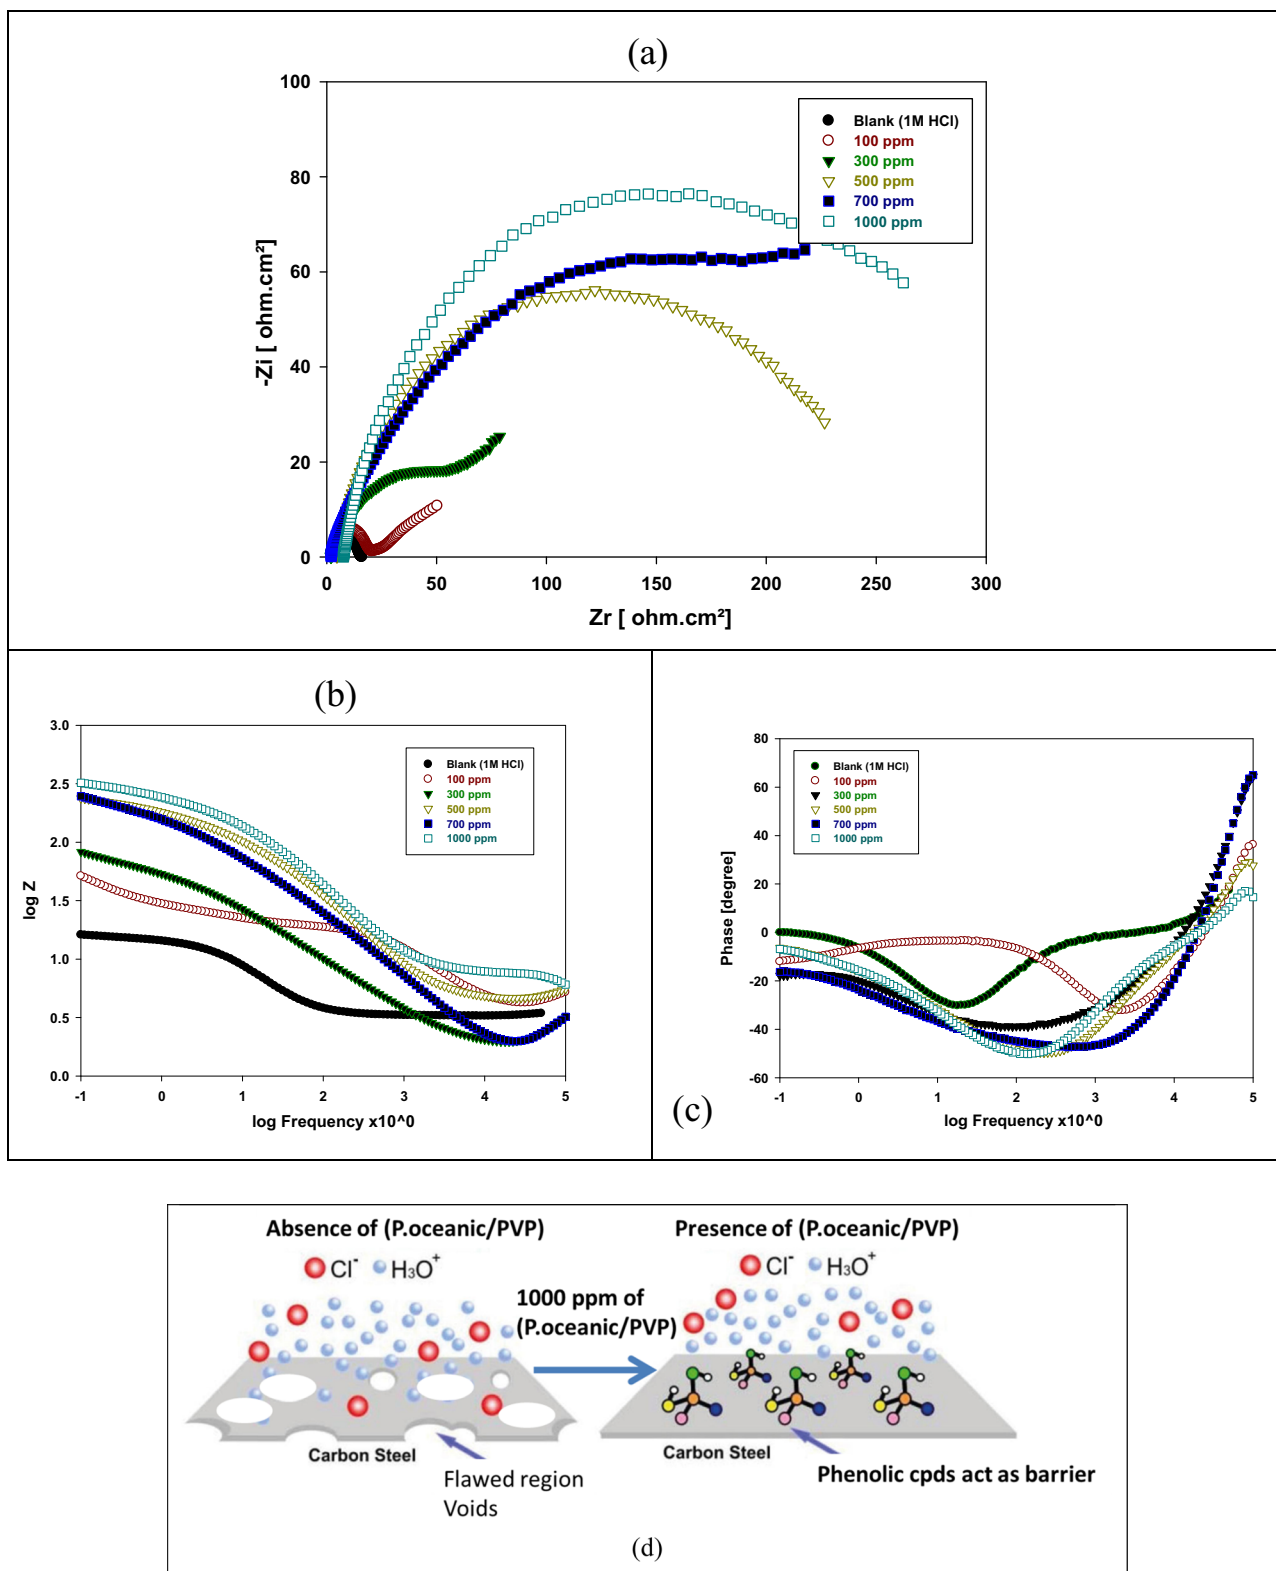 (a)
100
80
60
40
20
0
-Zi [ ohm.cm²]
0 50 100 150 200 250 300
Zr [ ohm.cm²]
Blank (1M HCl)
100 ppm
300 ppm
500 ppm
700 ppm
1000 ppm
(b)
3.0
2.5
2.0
1.5
1.0
0.5
0.0
log Z
-1 0 1 2 3 4 5
log Frequency x10^0
Blank (1M HCl)
100 ppm
300 ppm
500 ppm
700 ppm
1000 ppm
80
60
40
20
0
-20
-40
-60
Phase [degree]
-1 0 1 2 3 4 5
log Frequency x10^0
Blank (1M HCl)
100 ppm
300 ppm
500 ppm
700 ppm
1000 ppm
(c)
Absence of (P.oceanic/PVP)
Cl⁻ H₃O⁺
1000 ppm of
(P.oceanic/PVP)
Presence of (P.oceanic/PVP)
Cl⁻ H₃O⁺
Carbon Steel
Flawed region
Voids
Carbon Steel
Phenolic cpds act as barrier
(d)